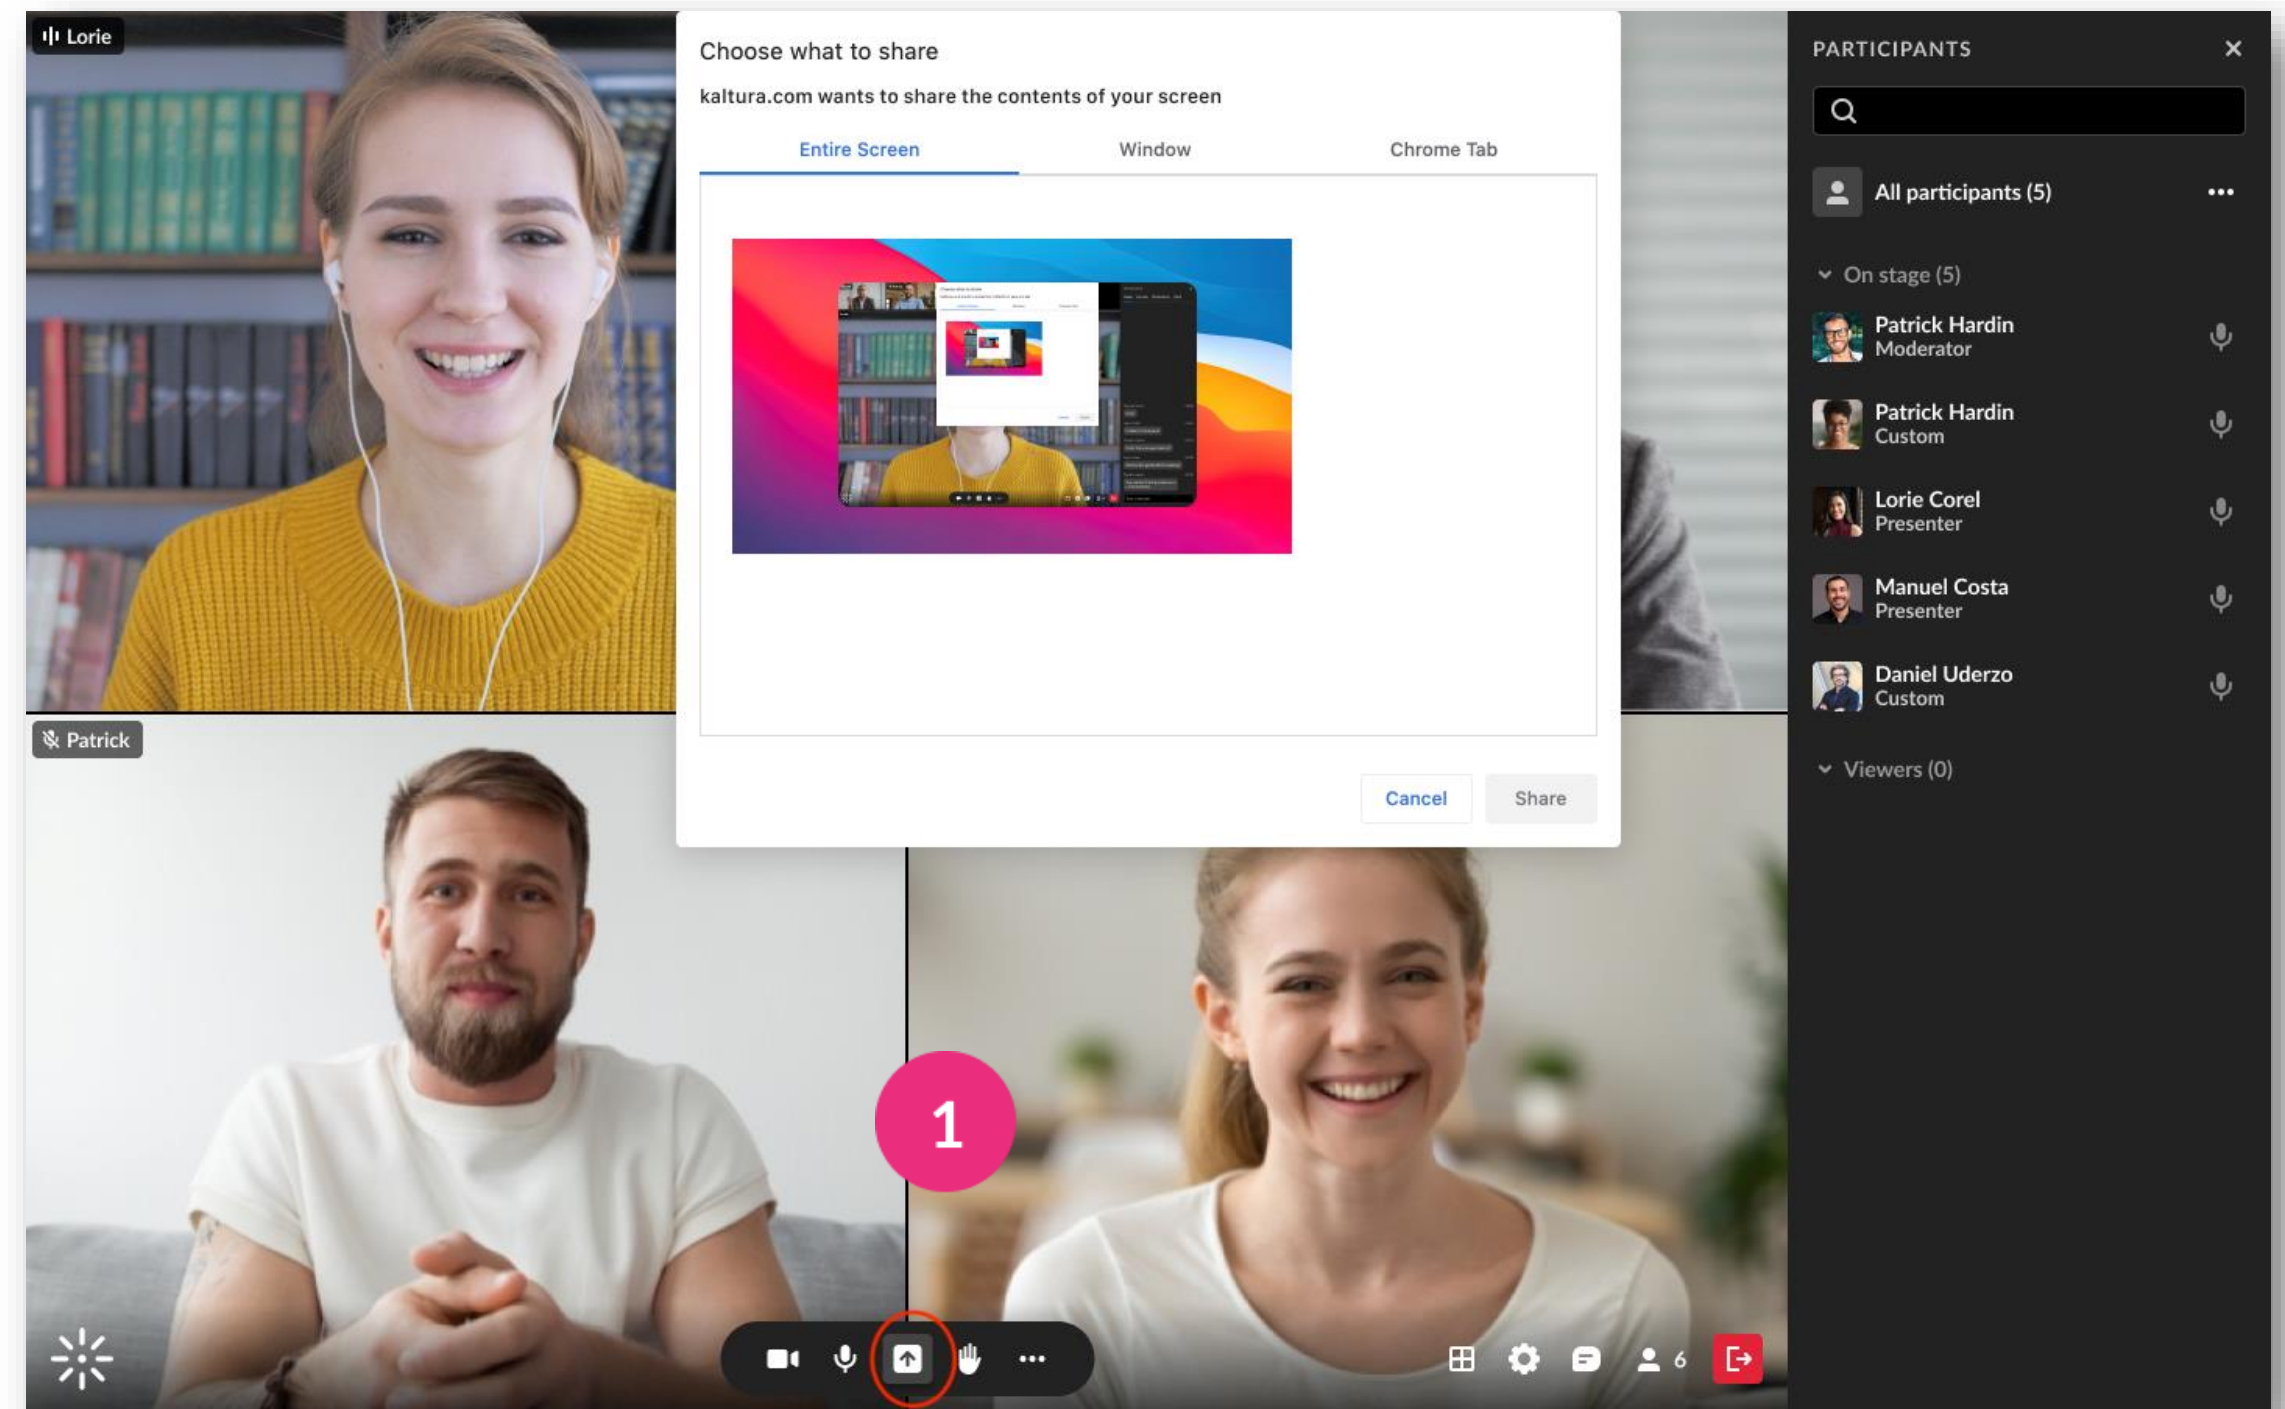 Lorie
Choose what to share
kaltura.com wants to share the contents of your screen
Entire Screen
Window
Chrome Tab
Cancel
Share
Patrick
1
6
PARTICIPANTS
All participants (5)
On stage (5)
Patrick Hardin
Moderator
Patrick Hardin
Custom
Lorie Corel
Presenter
Manuel Costa
Presenter
Daniel Uderzo
Custom
Viewers (0)